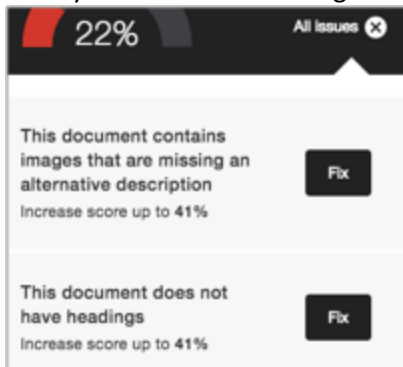 22%
All issues
This document contains
images that are missing an
alternative description
Fix
Increase score up to 41%
This document does not
have headings
Fix
Increase score up to 41%